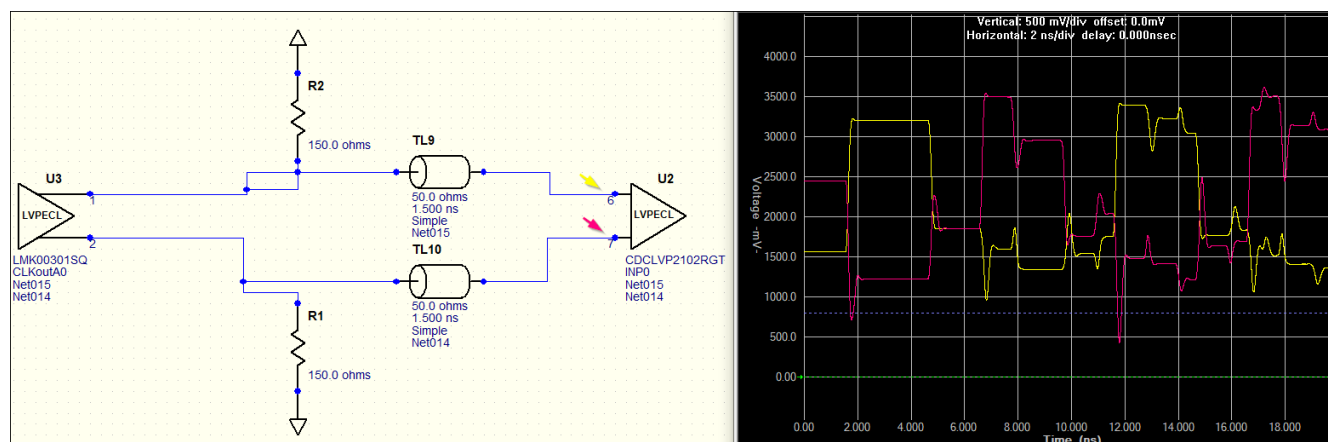 R2
150.0 ohms
TL9
50.0 ohms
1.500 ns
Simple
Net015
U3
1
LVPECL
2
LMK00301SQ
CLKoutA0
Net015
Net014
TL10
50.0 ohms
1.500 ns
Simple
Net014
R1
150.0 ohms
U2
6
LVPECL
7
CDCLVP2102RGT
INP0
Net015
Net014
Vertical: 500 mV/div offset: 0.0mV
Horizontal: 2 ns/div delay: 0.000nsec
4000.0
3500.0
3000.0
2500.0
2000.0
1500.0
1000.0
500.0
0.00
Voltage -mV-
0.000
2.000
4.000
6.000
8.000
10.000
12.000
14.000
16.000
18.000
Time (ns)